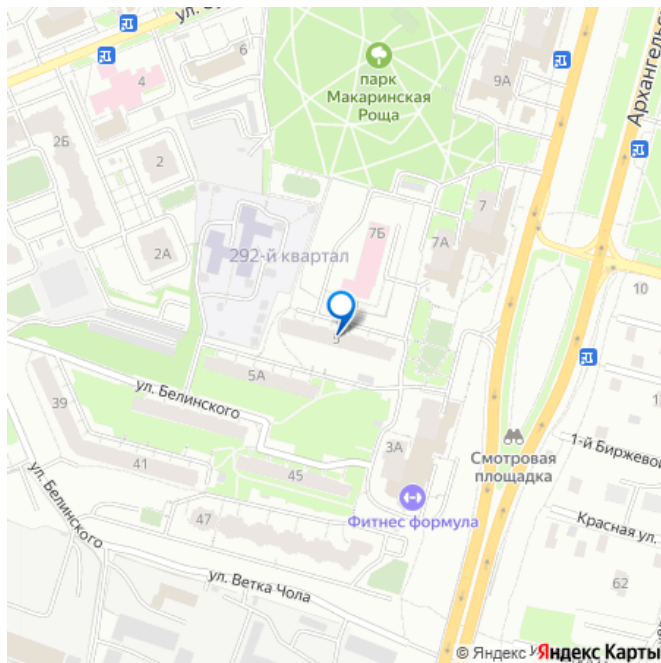 ул. Су
6
4
парк
Макаринская
Роща
9А
Архангельс
2Б
2
7
7Б
7А
292-й квартал
2А
10
5
5А
ул. Белинского
39
3А
Смотровая
площадка
1-й Биржевой
41
45
ул. Белинского
Фитнес формула
47
Красная ул.
ул. Ветка Чола
62
© Яндекс
Яндекс Карты